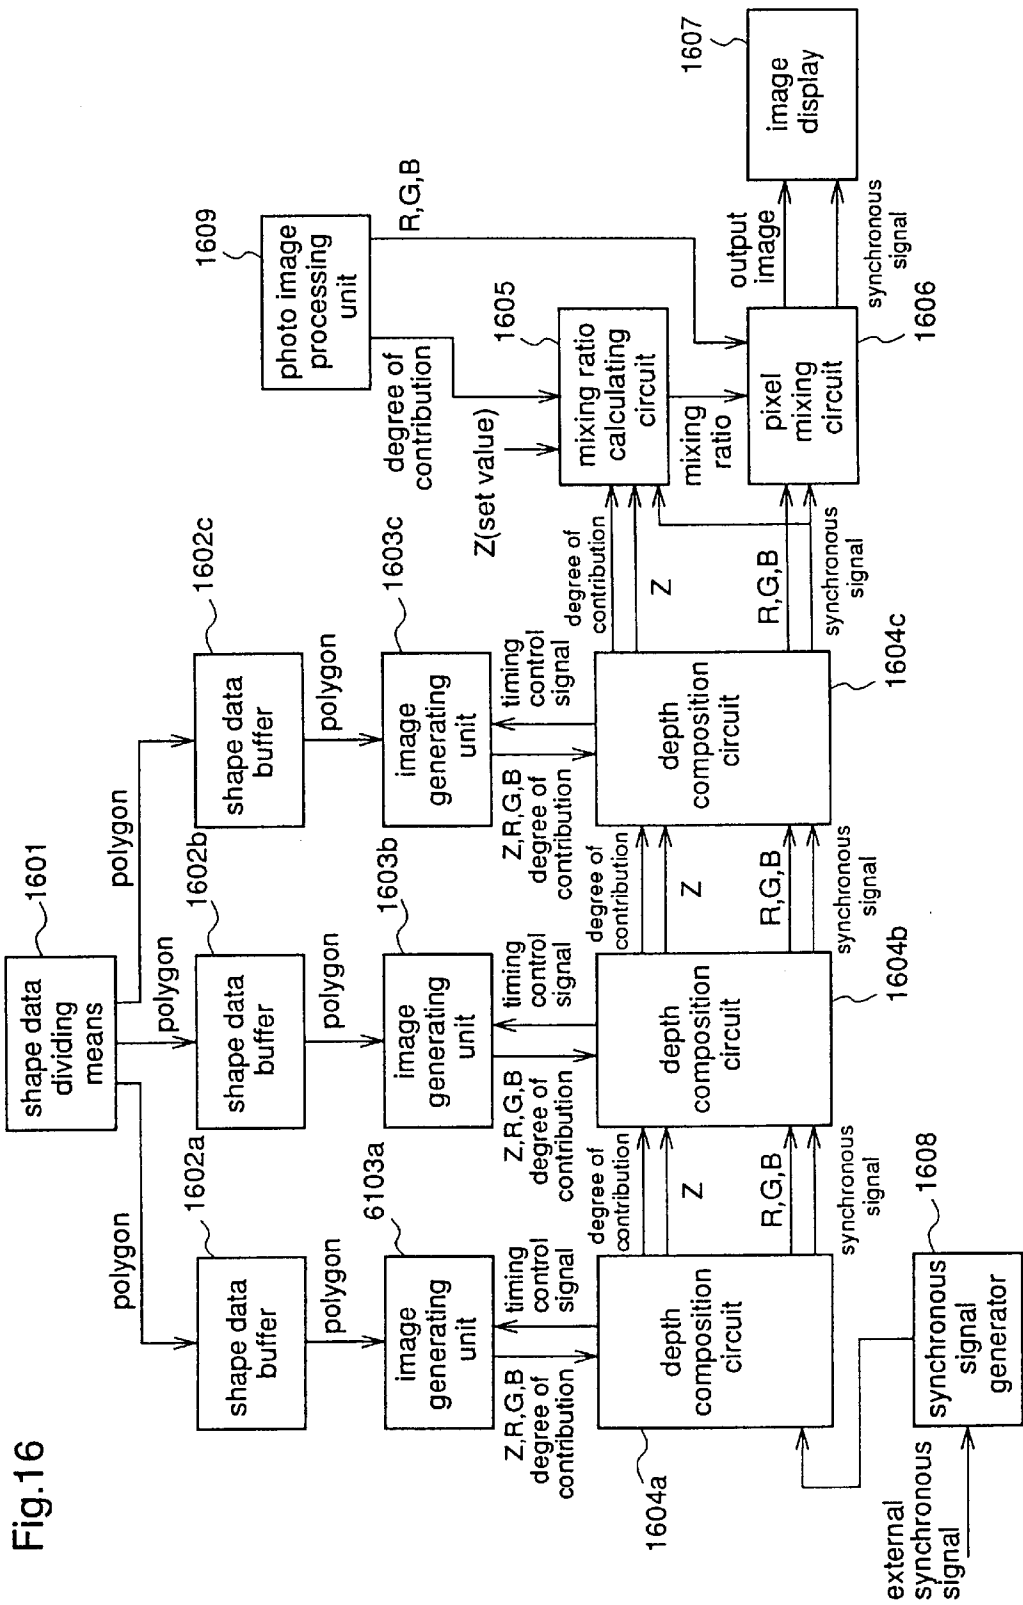 Fig.16
shape data
dividing
means
1601
polygon
polygon
polygon
shape data
buffer
1602a
shape data
buffer
1602b
shape data
buffer
1602c
polygon
polygon
polygon
image
generating
unit
6103a
image
generating
unit
1603b
image
generating
unit
1603c
Z,R,G,B
degree of
contribution
timing
control
signal
Z,R,G,B
degree of
contribution
timing
control
signal
Z,R,G,B
degree of
contribution
timing
control
signal
depth
composition
circuit
1604a
degree of
contribution
Z
R,G,B
synchronous
signal
depth
composition
circuit
1604b
degree of
contribution
Z
R,G,B
synchronous
signal
depth
composition
circuit
1604c
degree of
contribution
Z
R,G,B
synchronous
signal
photo image
processing
unit
1609
degree of
contribution
R,G,B
Z(set value)
mixing ratio
calculating
circuit
1605
mixing
ratio
pixel
mixing
circuit
1606
output
image
synchronous
signal
image
display
1607
external
synchronous
signal
synchronous
signal
generator
1608